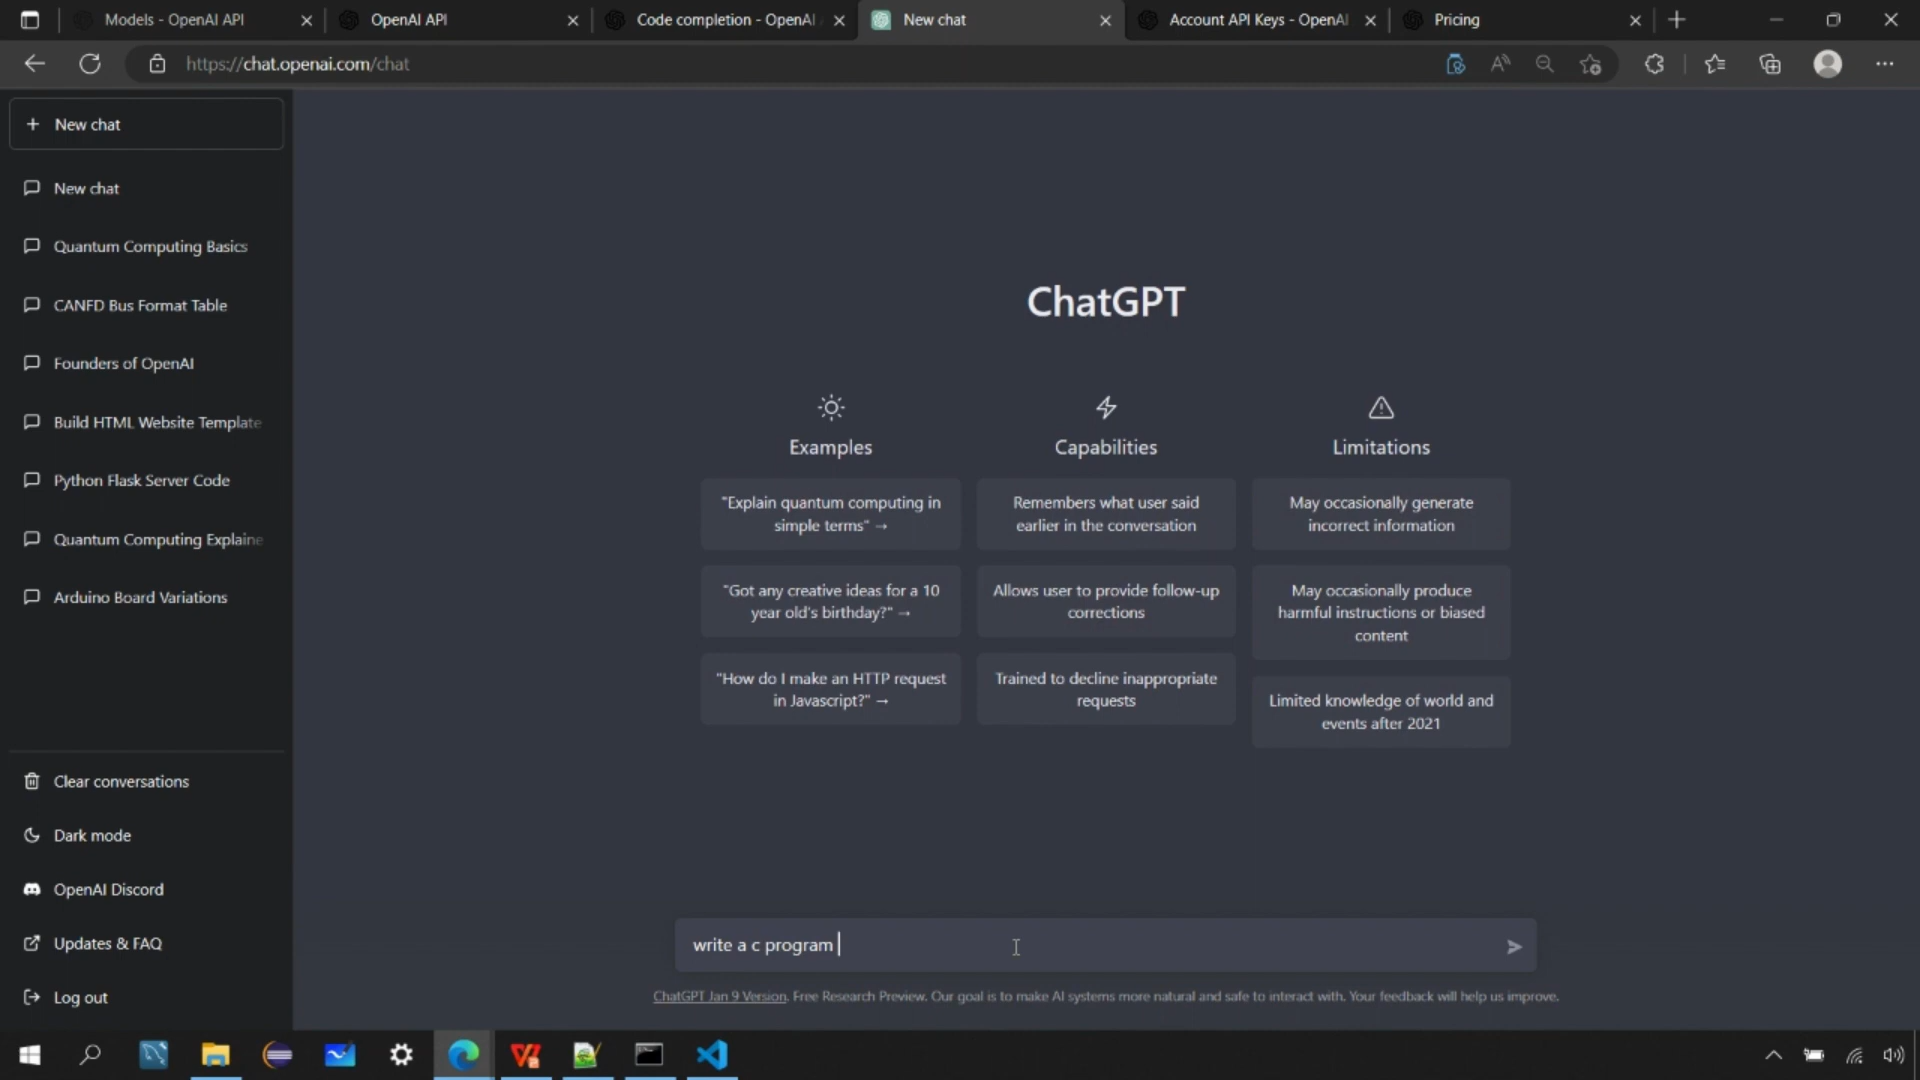 Models - OpenAI API
OpenAI API
Code completion - OpenAI
New chat
Account API Keys - OpenAI
Pricing
https://chat.openai.com/chat
New chat
New chat
Quantum Computing Basics
CANFD Bus Format Table
Founders of OpenAI
Build HTML Website Template
Python Flask Server Code
Quantum Computing Explaine
Arduino Board Variations
Clear conversations
Dark mode
OpenAI Discord
Updates & FAQ
Log out
ChatGPT
Examples
"Explain quantum computing in
simple terms" →
"Got any creative ideas for a 10
year old's birthday?" →
"How do I make an HTTP request
in Javascript?" →
Capabilities
Remembers what user said
earlier in the conversation
Allows user to provide follow-up
corrections
Trained to decline inappropriate
requests
Limitations
May occasionally generate
incorrect information
May occasionally produce
harmful instructions or biased
content
Limited knowledge of world and
events after 2021
write a c program
ChatGPT Jan 9 Version. Free Research Preview. Our goal is to make AI systems more natural and safe to interact with. Your feedback will help us improve.